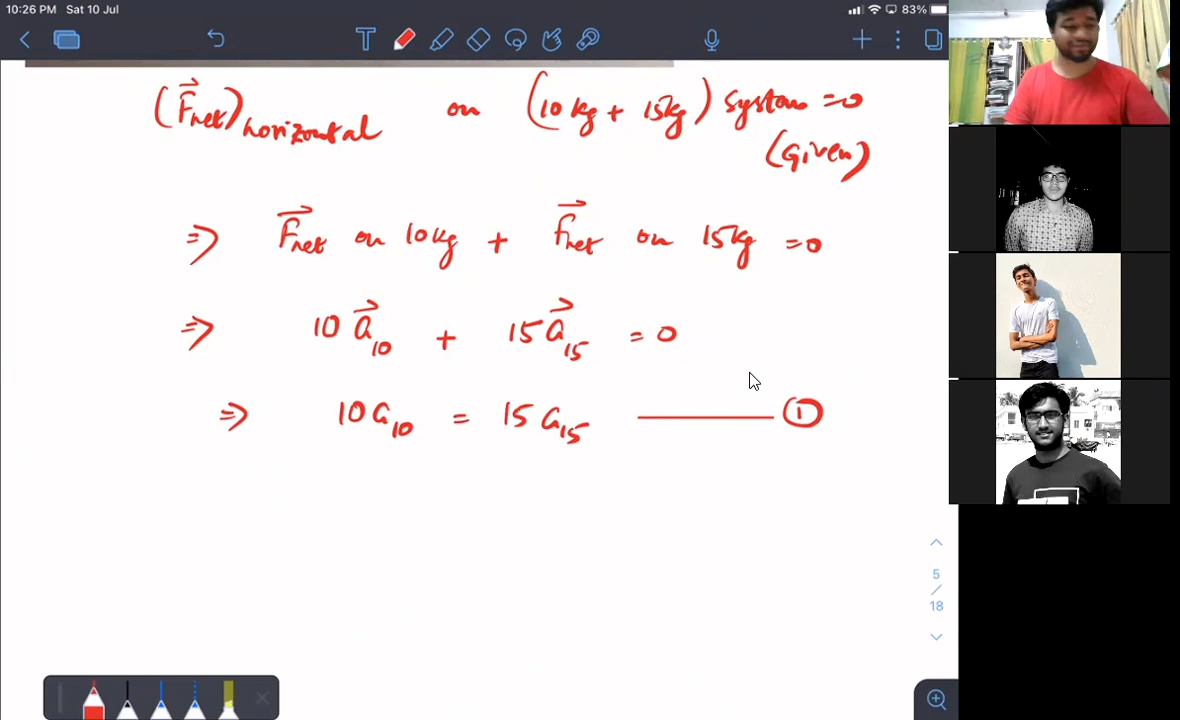 10:26 PM Sat 10 Jul 83%
T
(F⃗net)horizontal on (10 kg + 15kg) system = 0
(Given)
⇒ F⃗net on 10kg + F⃗net on 15kg = 0
⇒ 10 a⃗10 + 15 a⃗15 = 0
⇒ 10 a10 = 15 a15 ——— ①
5
/
18